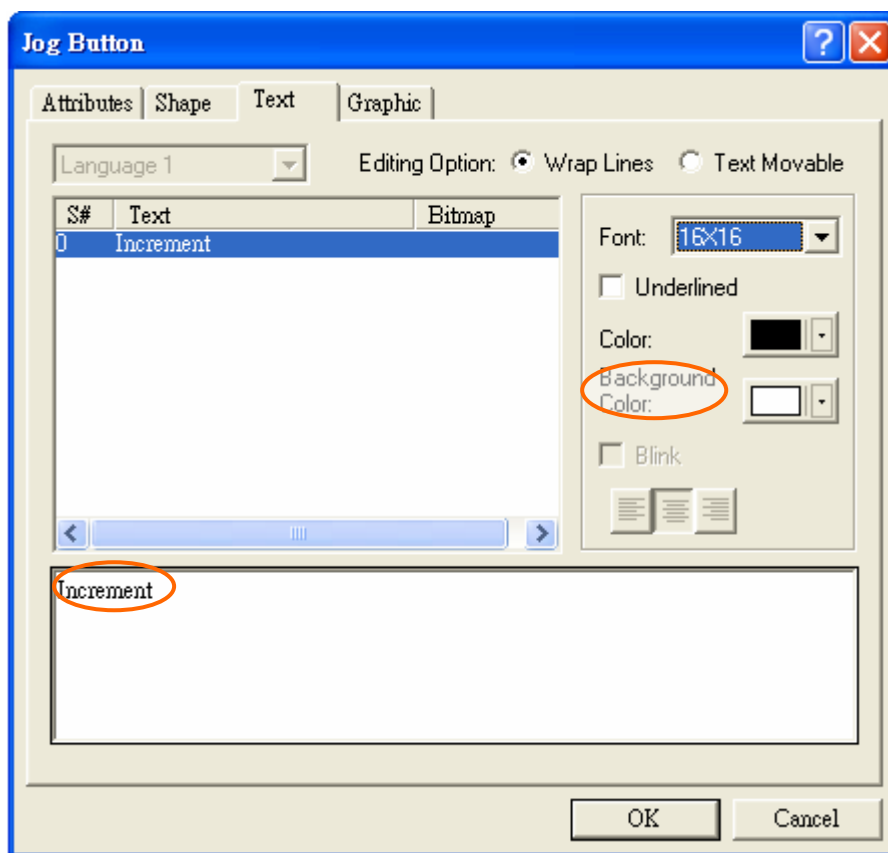 Jog Button
Attributes Shape Text Graphic
Language 1 Editing Option: Wrap Lines Text Movable
S# Text Bitmap
0 Increment
Font: 16X16
Underlined
Color:
Background
Color:
Blink
Increment
OK Cancel